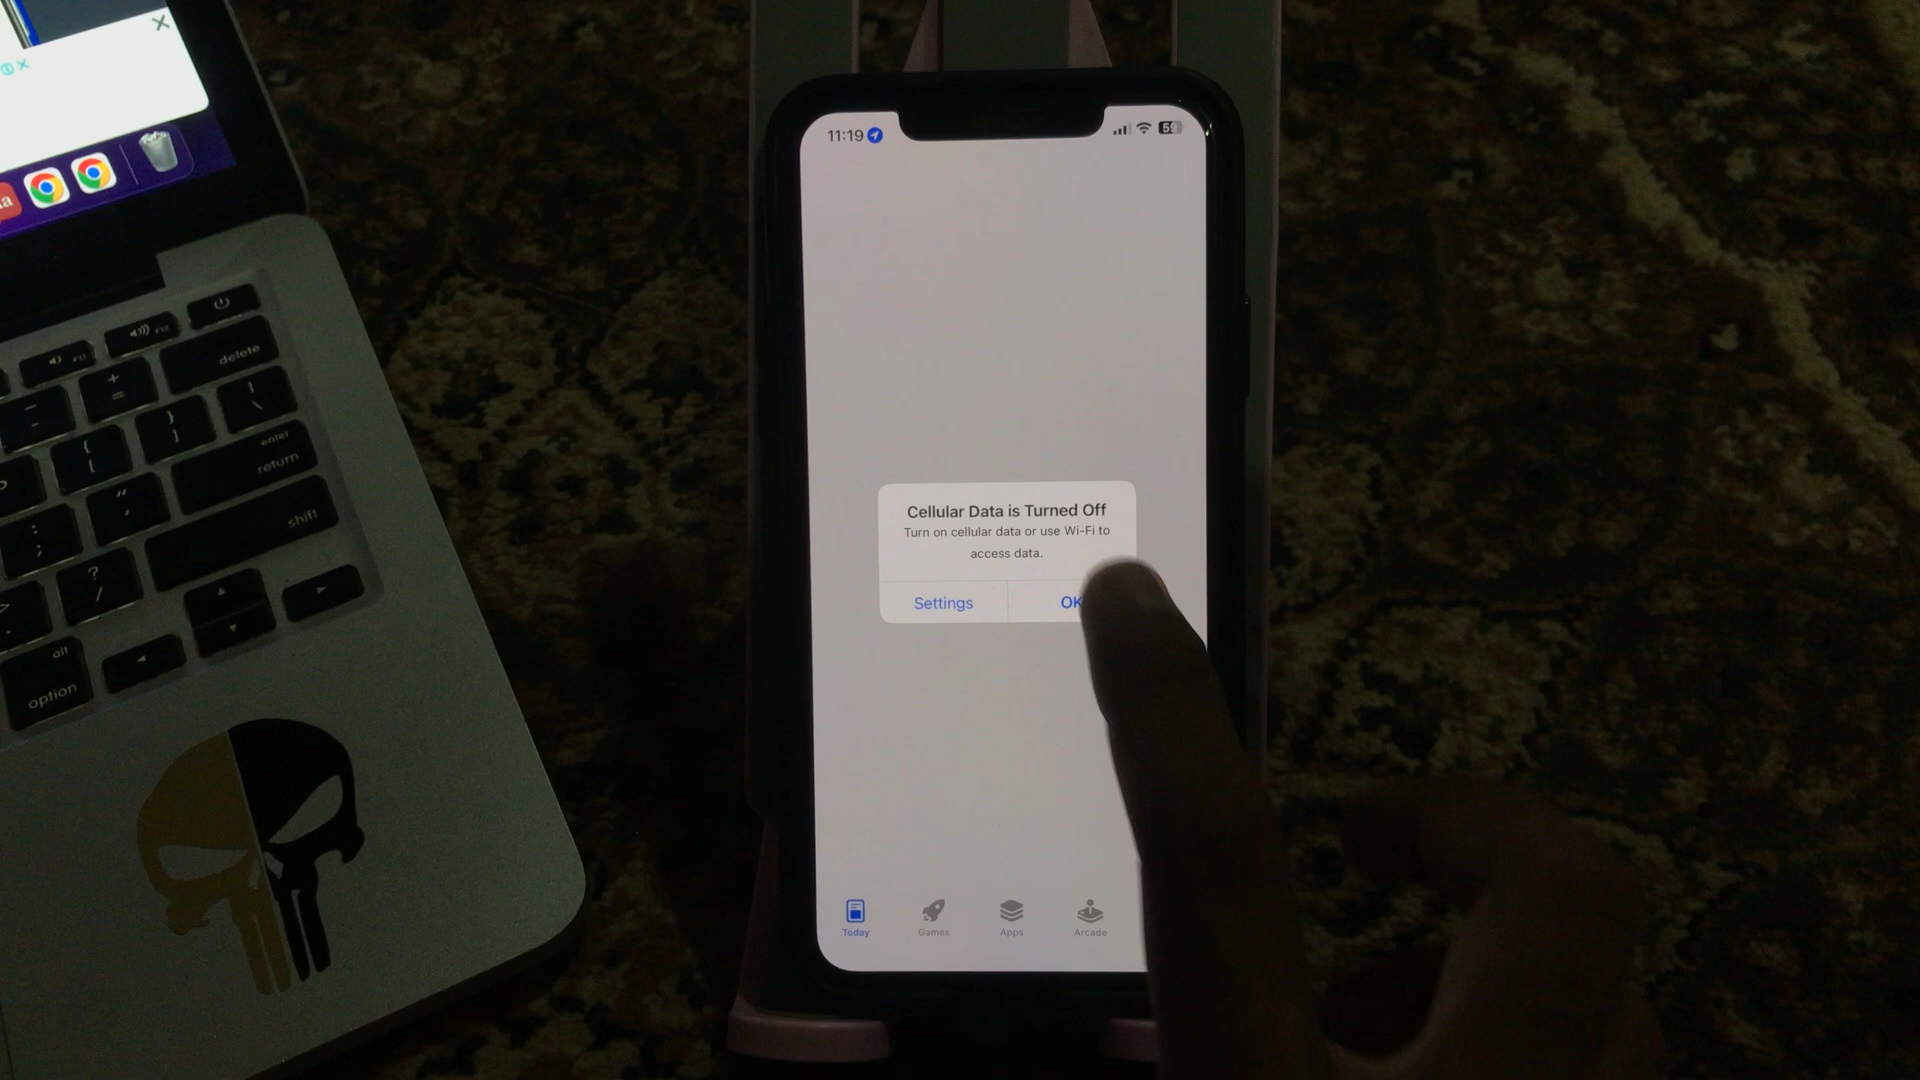 11:19
59
Cellular Data is Turned Off
Turn on cellular data or use Wi-Fi to
access data.
Settings
OK
Today
Games
Apps
Arcade
delete
enter
return
shift
alt
option
+
=
-
}
]
{
[
|
\
"
'
:
;
?
/
>
.